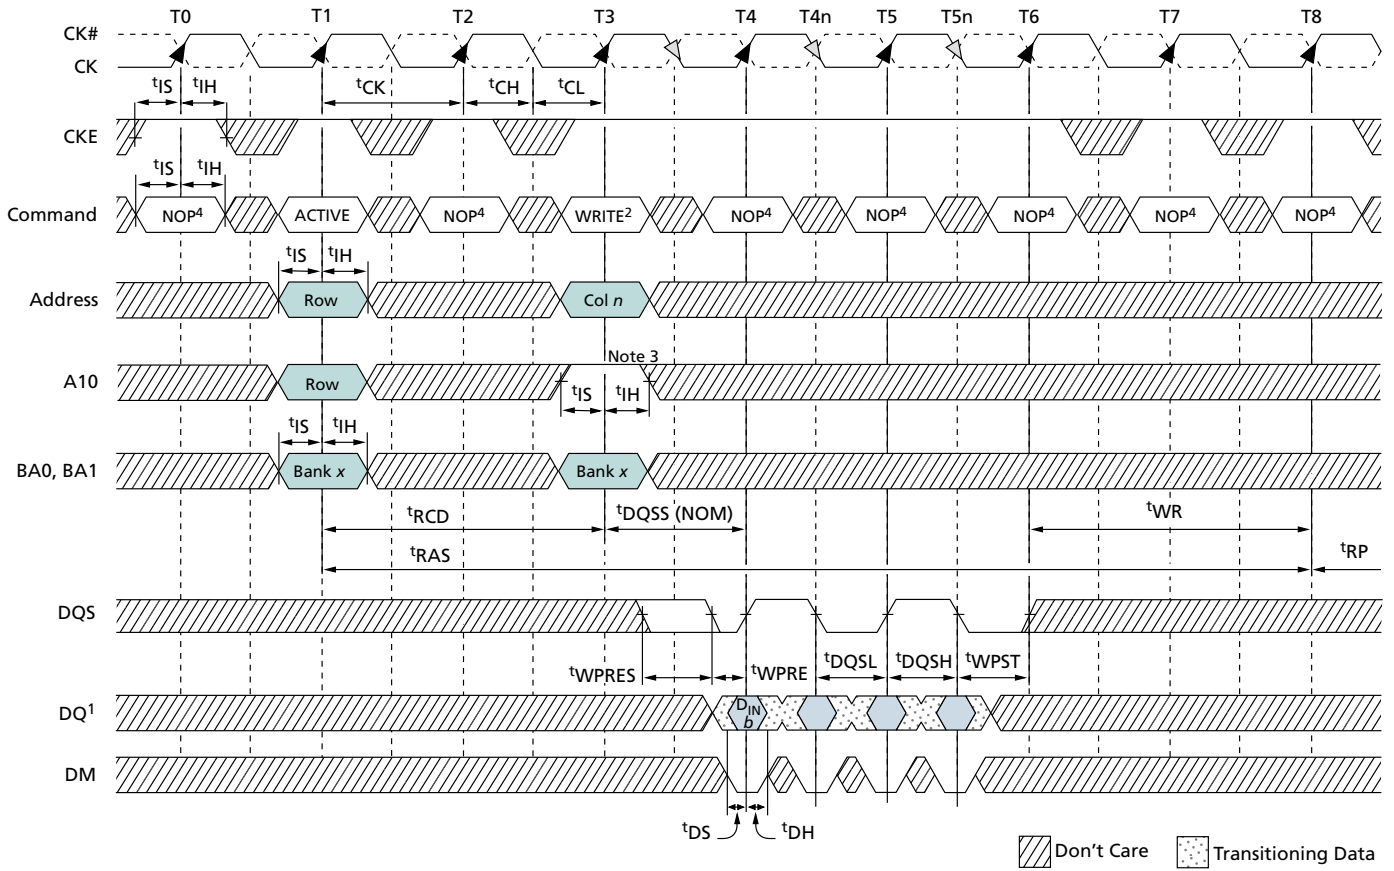 T0 T1 T2 T3 T4 T4n T5 T5n T6 T7 T8
CK#
CK
tIS tIH tCK tCH tCL
CKE
tIS tIH
Command NOP4 ACTIVE NOP4 WRITE2 NOP4 NOP4 NOP4 NOP4 NOP4
tIS tIH
Address Row Col n
Note 3
A10 Row
tIS tIH
tIS tIH
BA0, BA1 Bank x Bank x
tRCD tDQSS (NOM) tWR
tRAS tRP
DQS
tWPRES tWPRE tDQSL tDQSH tWPST
DQ1 DIN
b
DM
tDS tDH
Don't Care Transitioning Data